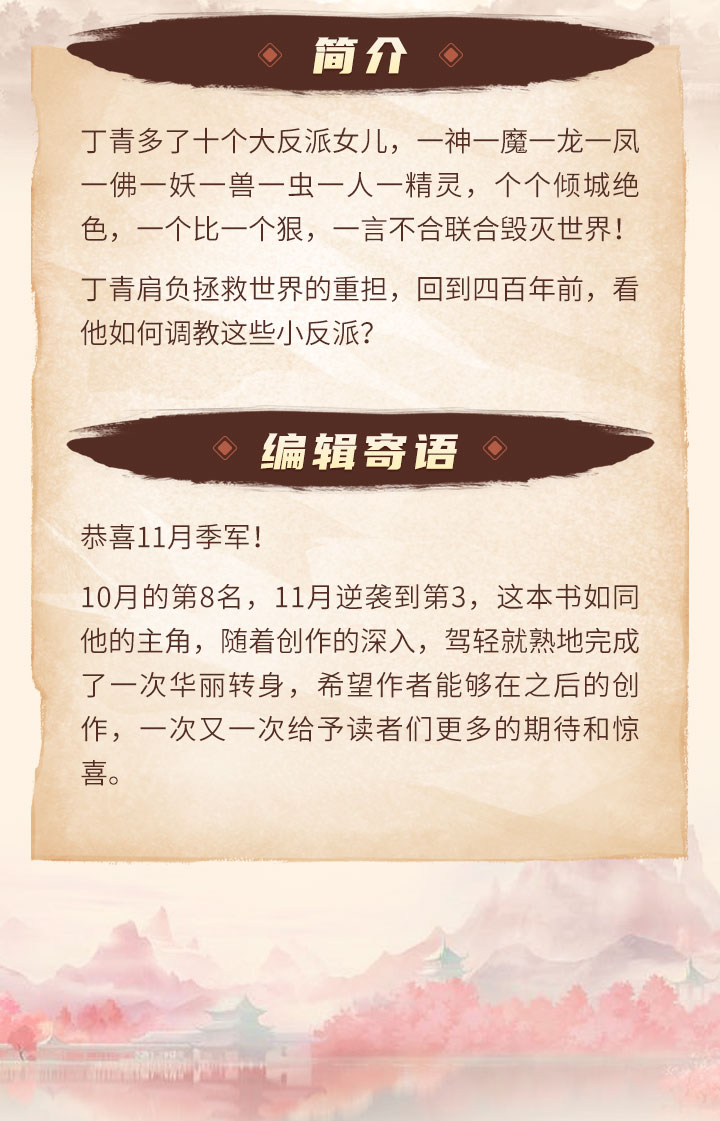 简介
丁青多了十个大反派女儿，一神一魔一龙一凤
一佛一妖一兽一虫一人一精灵，个个倾城绝
色，一个比一个狠，一言不合联合毁灭世界！
丁青肩负拯救世界的重担，回到四百年前，看
他如何调教这些小反派？
编辑寄语
恭喜11月季军！
10月的第8名，11月逆袭到第3，这本书如同
他的主角，随着创作的深入，驾轻就熟地完成
了一次华丽转身，希望作者能够在之后的创
作，一次又一次给予读者们更多的期待和惊
喜。